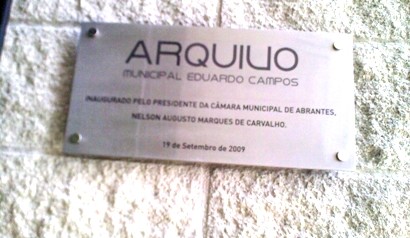 ARQUIVO
MUNICIPAL EDUARDO CAMPOS
INAUGURADO PELO PRESIDENTE DA CÂMARA MUNICIPAL DE ABRANTES,
NELSON AUGUSTO MARQUES DE CARVALHO,
19 de Setembro de 2009